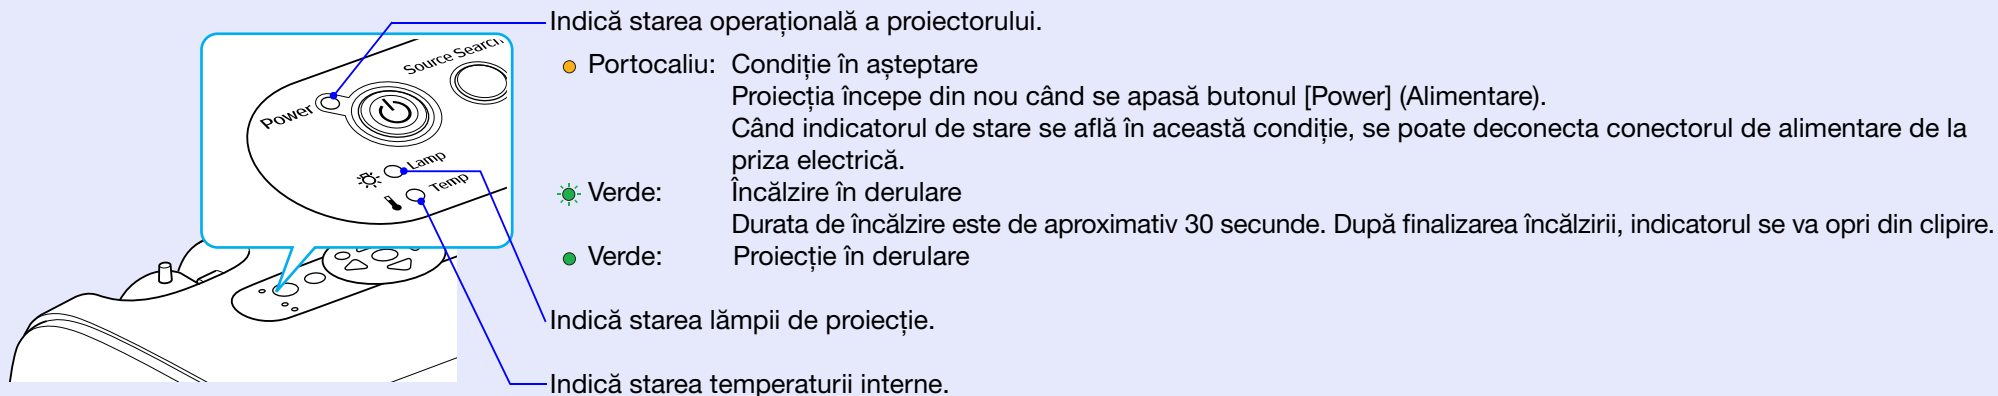 Indică starea operațională a proiectorului.
Source Search
Power
Lamp
Temp
Portocaliu: Condiție în așteptare
Proiecția începe din nou când se apasă butonul [Power] (Alimentare).
Când indicatorul de stare se află în această condiție, se poate deconecta conectorul de alimentare de la
priza electrică.
Verde: Încălzire în derulare
Durata de încălzire este de aproximativ 30 secunde. După finalizarea încălzirii, indicatorul se va opri din clipire.
Verde: Proiecție în derulare
Indică starea lămpii de proiecție.
Indică starea temperaturii interne.